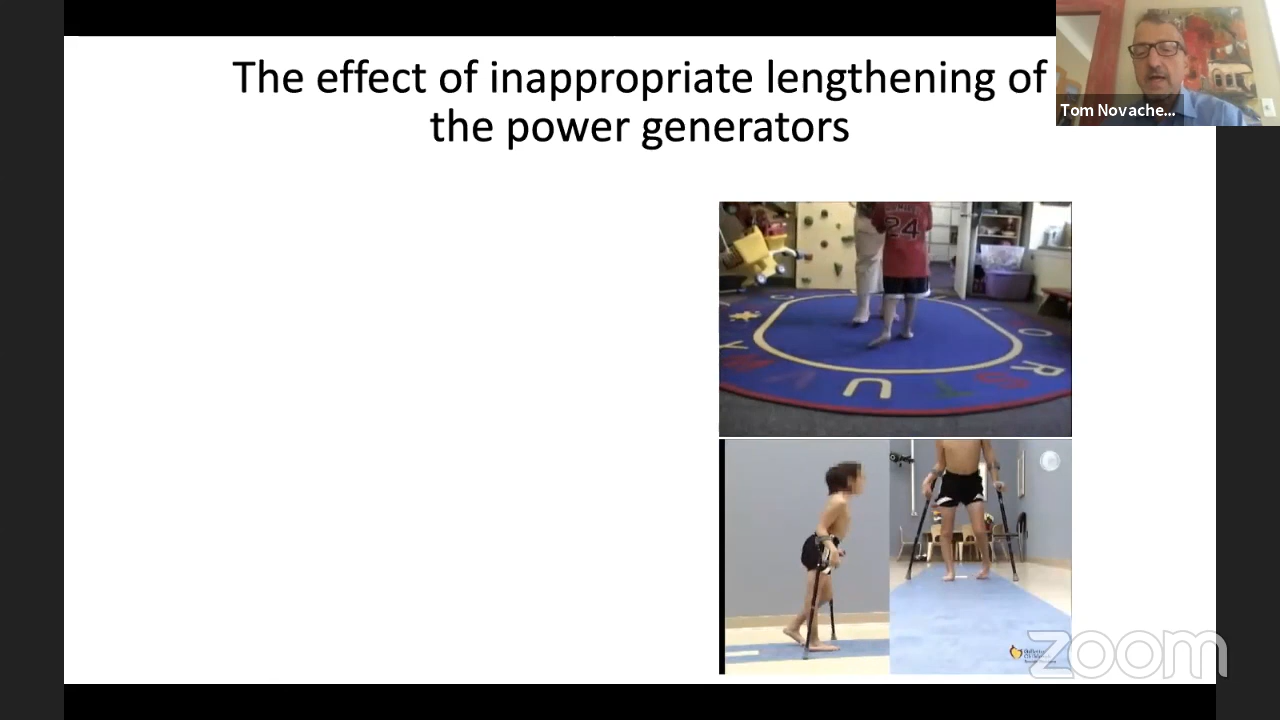 The effect of inappropriate lengthening of
the power generators
Tom Novache...
24
U
R
zoom